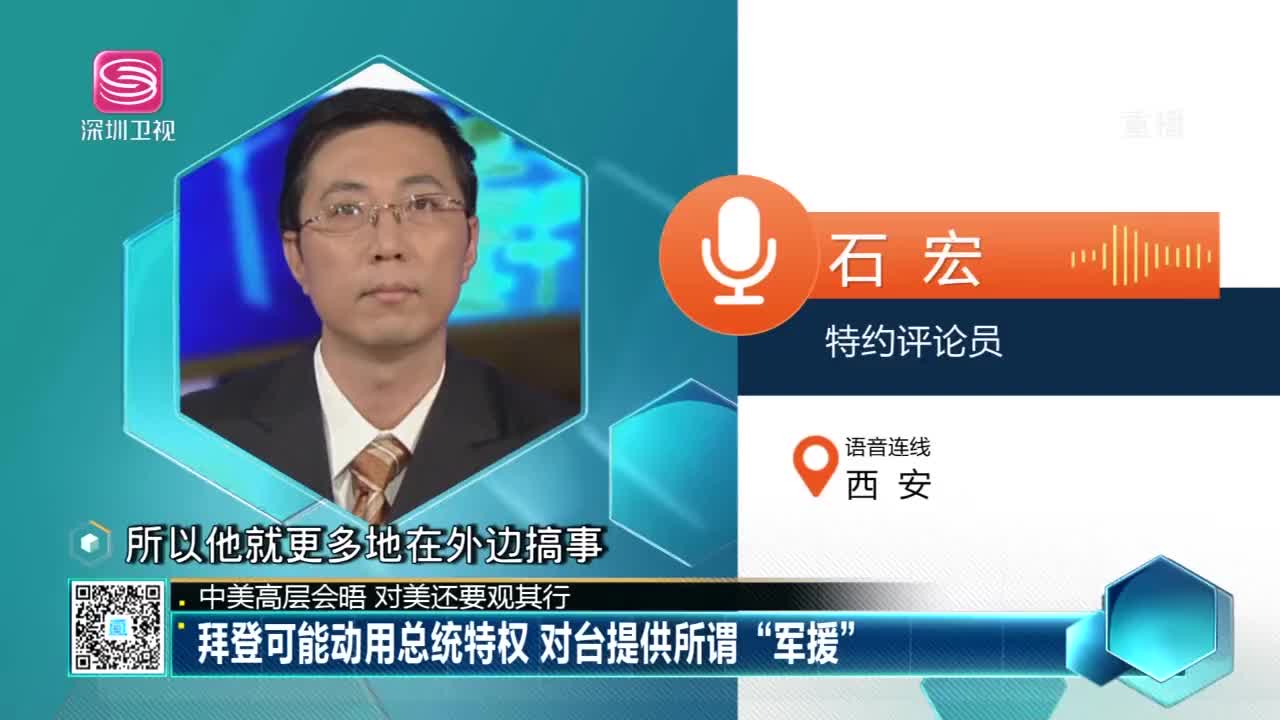 深圳卫视
重播
石 宏
特约评论员
语音连线
西 安
所以他就更多地在外边搞事
中美高层会晤 对美还要观其行
拜登可能动用总统特权 对台提供所谓“军援”